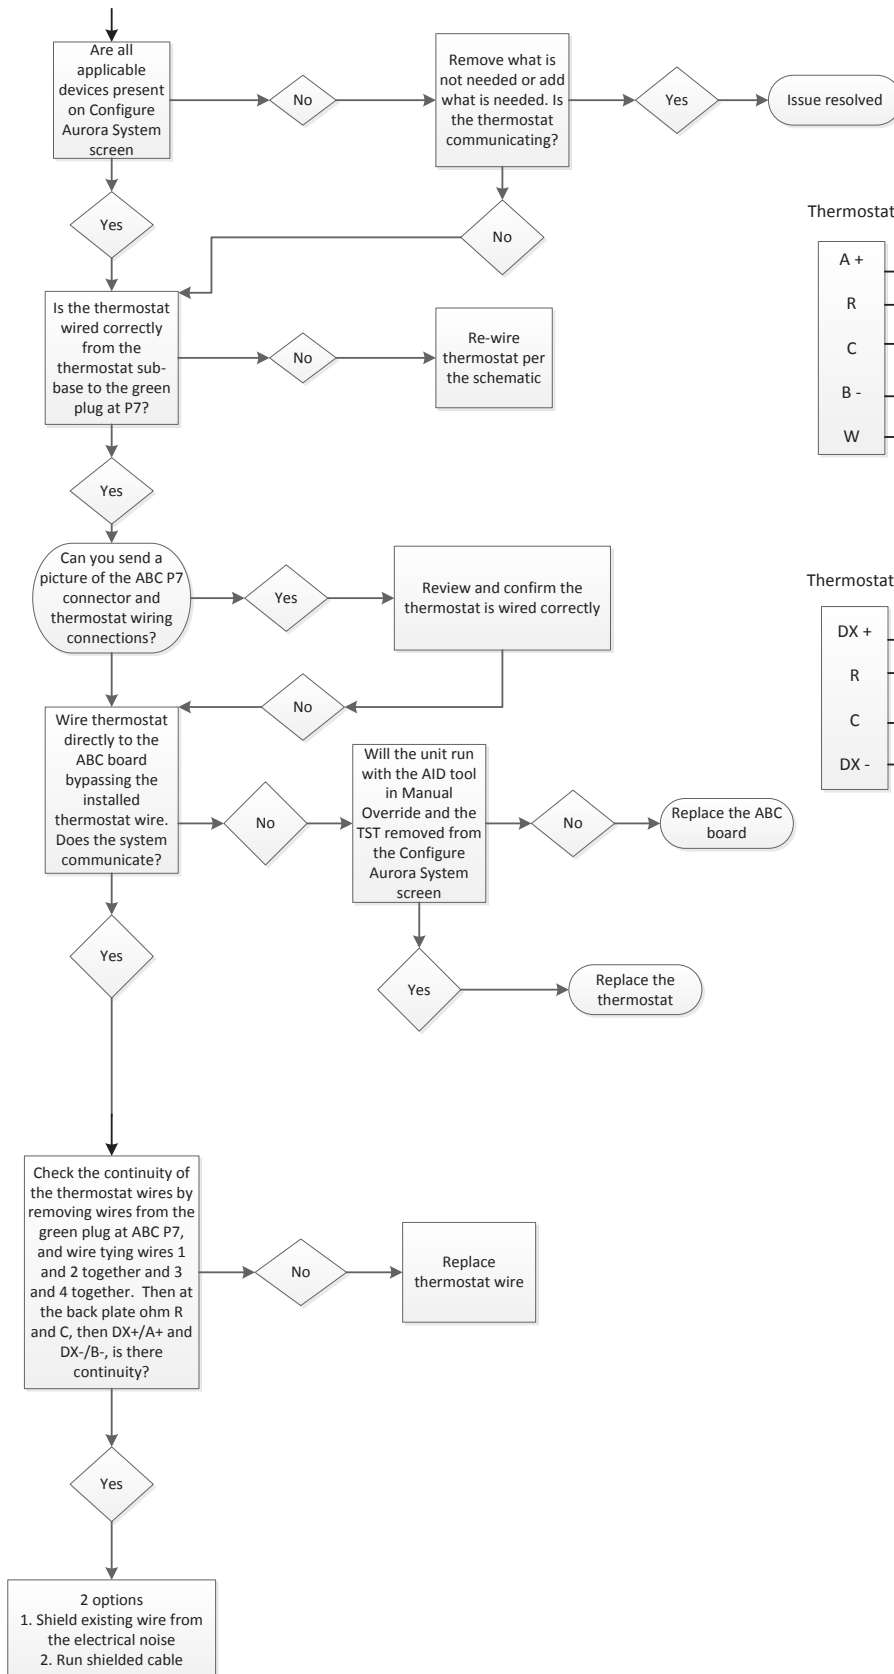 Are all
applicable
devices present
on Configure
Aurora System
screen
No
Remove what is
not needed or add
what is needed. Is
the thermostat
communicating?
Yes
Issue resolved
Yes
No
Thermostat
A +
R
C
B -
W
Is the thermostat
wired correctly
from the
thermostat sub-
base to the green
plug at P7?
No
Re-wire
thermostat per
the schematic
Yes
Can you send a
picture of the ABC P7
connector and
thermostat wiring
connections?
Yes
Review and confirm the
thermostat is wired correctly
Thermostat
DX +
R
C
DX -
No
Wire thermostat
directly to the
ABC board
bypassing the
installed
thermostat wire.
Does the system
communicate?
No
Will the unit run
with the AID tool
in Manual
Override and the
TST removed from
the Configure
Aurora System
screen
No
Replace the ABC
board
Yes
Yes
Replace the
thermostat
Check the continuity of
the thermostat wires by
removing wires from the
green plug at ABC P7,
and wire tying wires 1
and 2 together and 3
and 4 together. Then at
the back plate ohm R
and C, then DX+/A+ and
DX-/B-, is there
continuity?
No
Replace
thermostat wire
Yes
2 options
1. Shield existing wire from
the electrical noise
2. Run shielded cable